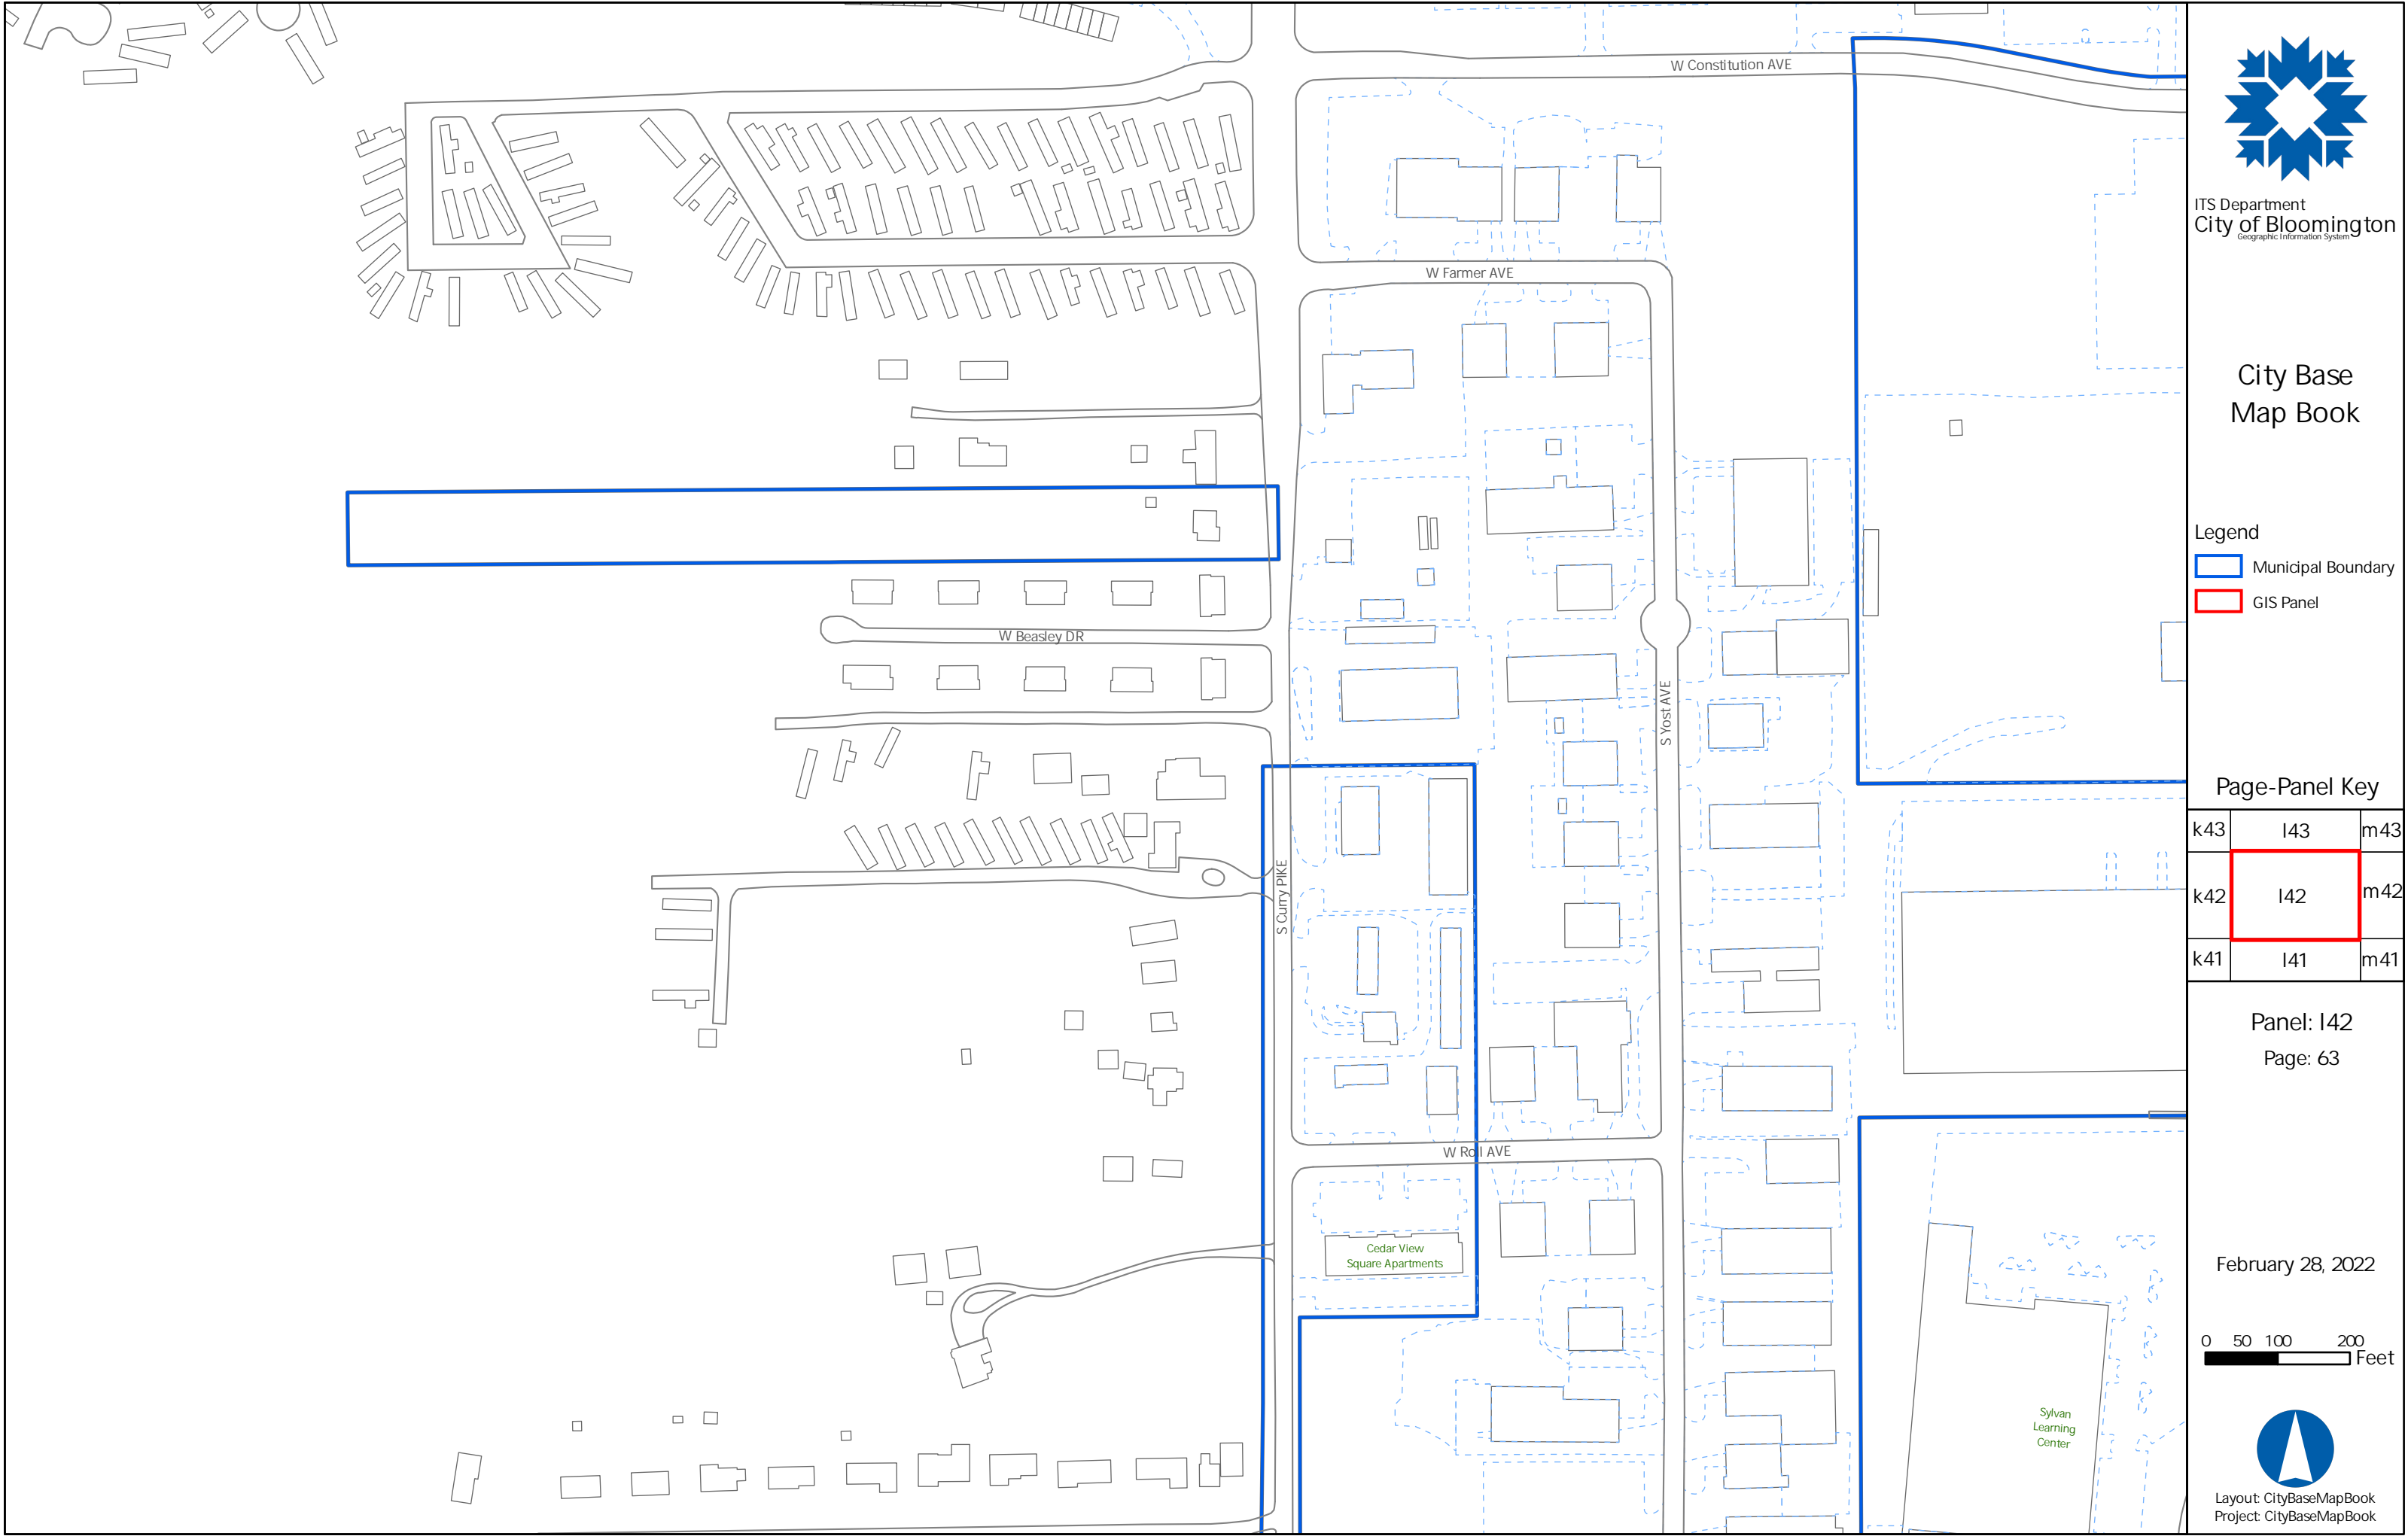 W Constitution AVE
W Farmer AVE
W Beasley DR
S Yost AVE
S Curry PIKE
W Roll AVE
Cedar View
Square Apartments
Sylvan
Learning
Center
ITS Department
City of Bloomington
Geographic Information System
City Base
Map Book
Legend
Municipal Boundary
GIS Panel
Page-Panel Key
k43 l43 m43
k42 l42 m42
k41 l41 m41
Panel: l42
Page: 63
February 28, 2022
0 50 100 200
Feet
Layout: CityBaseMapBook
Project: CityBaseMapBook